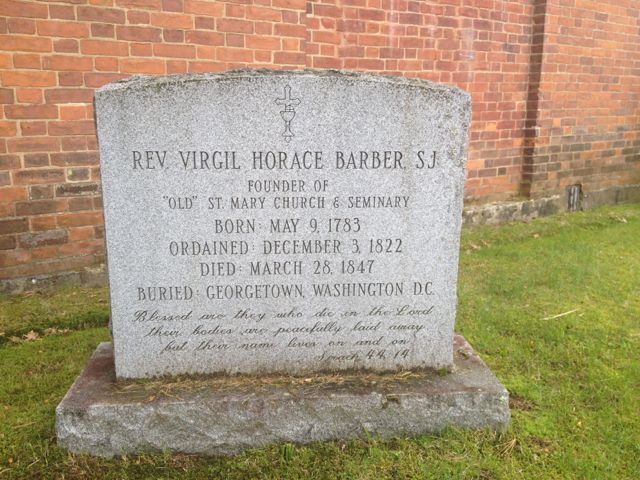 REV. VIRGIL HORACE BARBER, S.J.
FOUNDER OF
"OLD" ST. MARY CHURCH & SEMINARY
BORN: MAY 9, 1783
ORDAINED: DECEMBER 3, 1822
DIED: MARCH 28, 1847
BURIED: GEORGETOWN, WASHINGTON D.C.
Blessed are they who die in the Lord
their bodies are peacefully laid away
but their name lives on and on
Sirach 44, 14